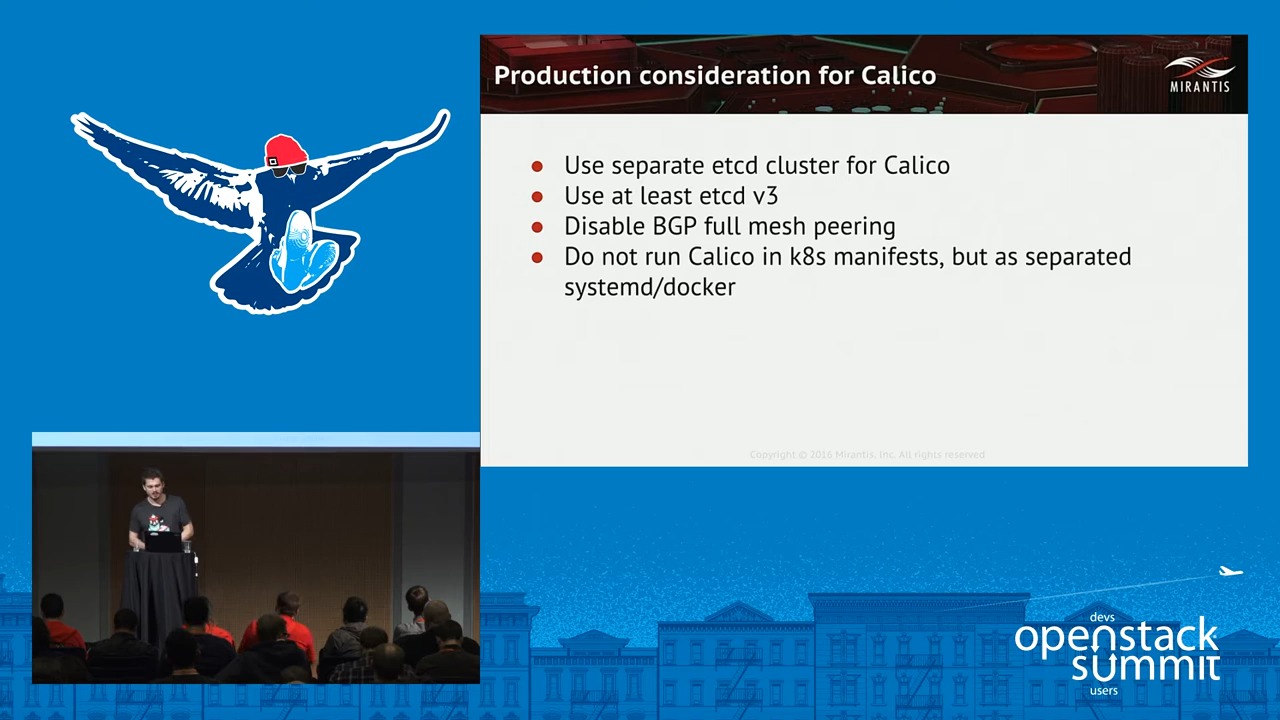 Production consideration for Calico
MIRANTIS
Use separate etcd cluster for Calico
Use at least etcd v3
Disable BGP full mesh peering
Do not run Calico in k8s manifests, but as separated
systemd/docker
Copyright © 2016 Mirantis, Inc. All rights reserved
devs
openstack
summit
users